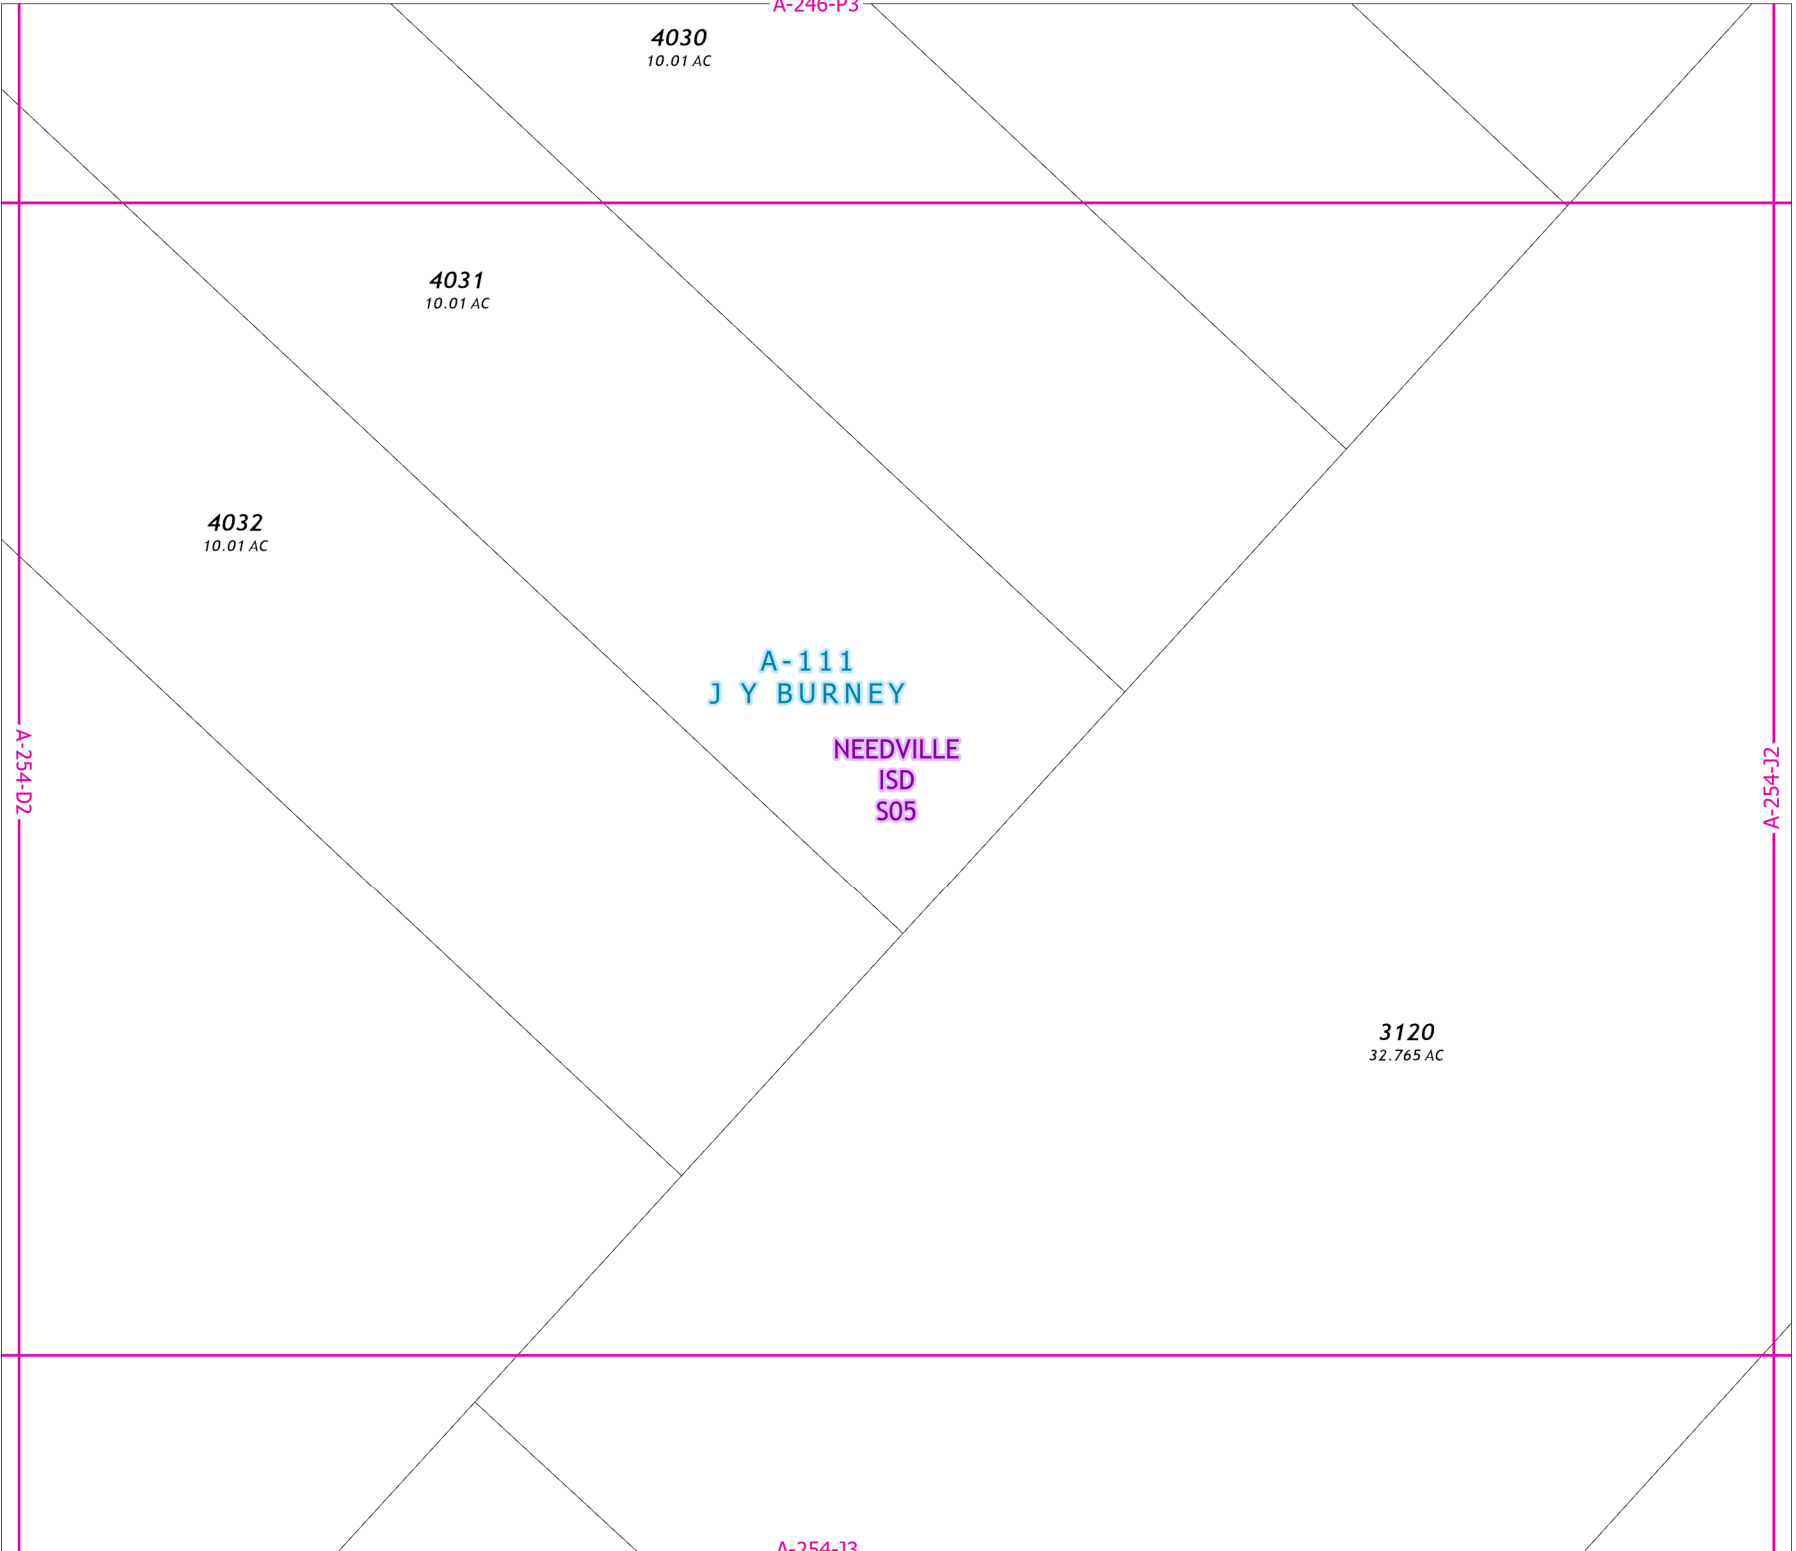 A-246-P3
4030
10.01 AC
4031
10.01 AC
4032
10.01 AC
A-111
J Y BURNEY
NEEDVILLE
ISD
S05
A-254-D2
A-254-J2
3120
32.765 AC
A-254-J3